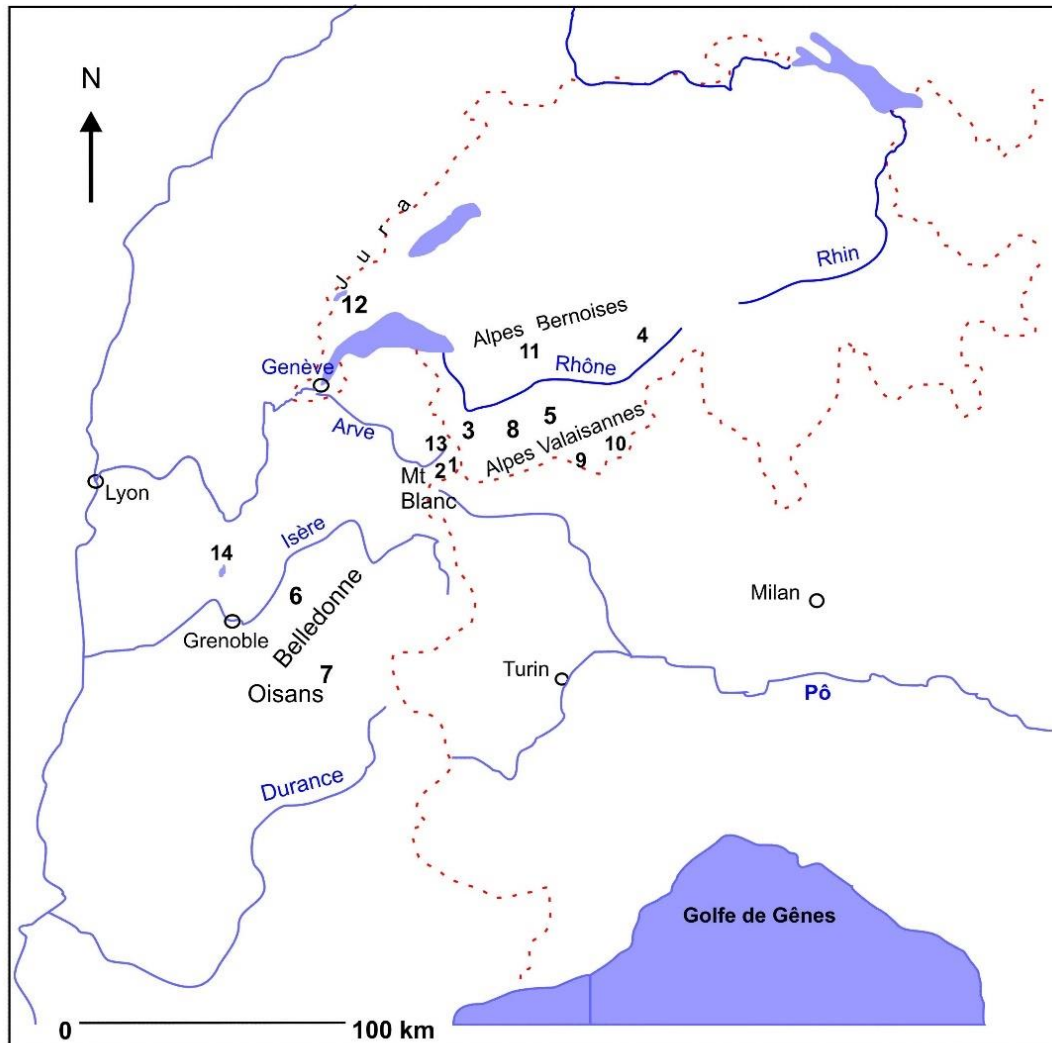 N
J u r a
Rhin
12
Alpes Bernoises
4
11
Genève
Rhône
Arve
13
3
8
5
Alpes Valaisannes
10
9
2
1
Mt
Blanc
Lyon
Isère
14
6
Belledonne
Milan
Grenoble
7
Oisans
Turin
Pô
Durance
Golfe de Gênes
0
100 km